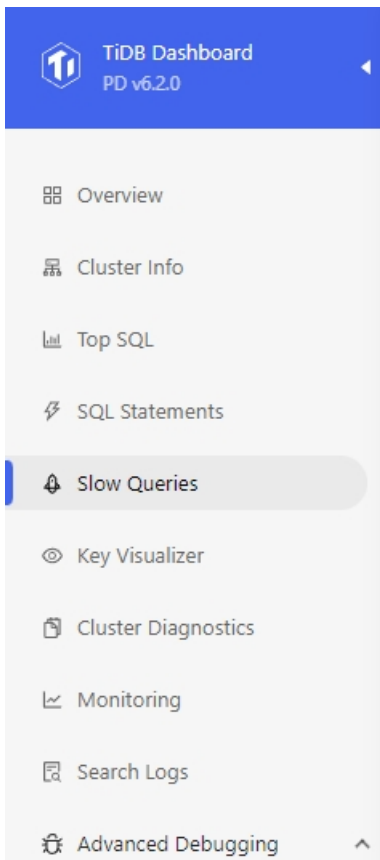 TiDB Dashboard
PD v6.2.0
Overview
Cluster Info
Top SQL
SQL Statements
Slow Queries
Key Visualizer
Cluster Diagnostics
Monitoring
Search Logs
Advanced Debugging